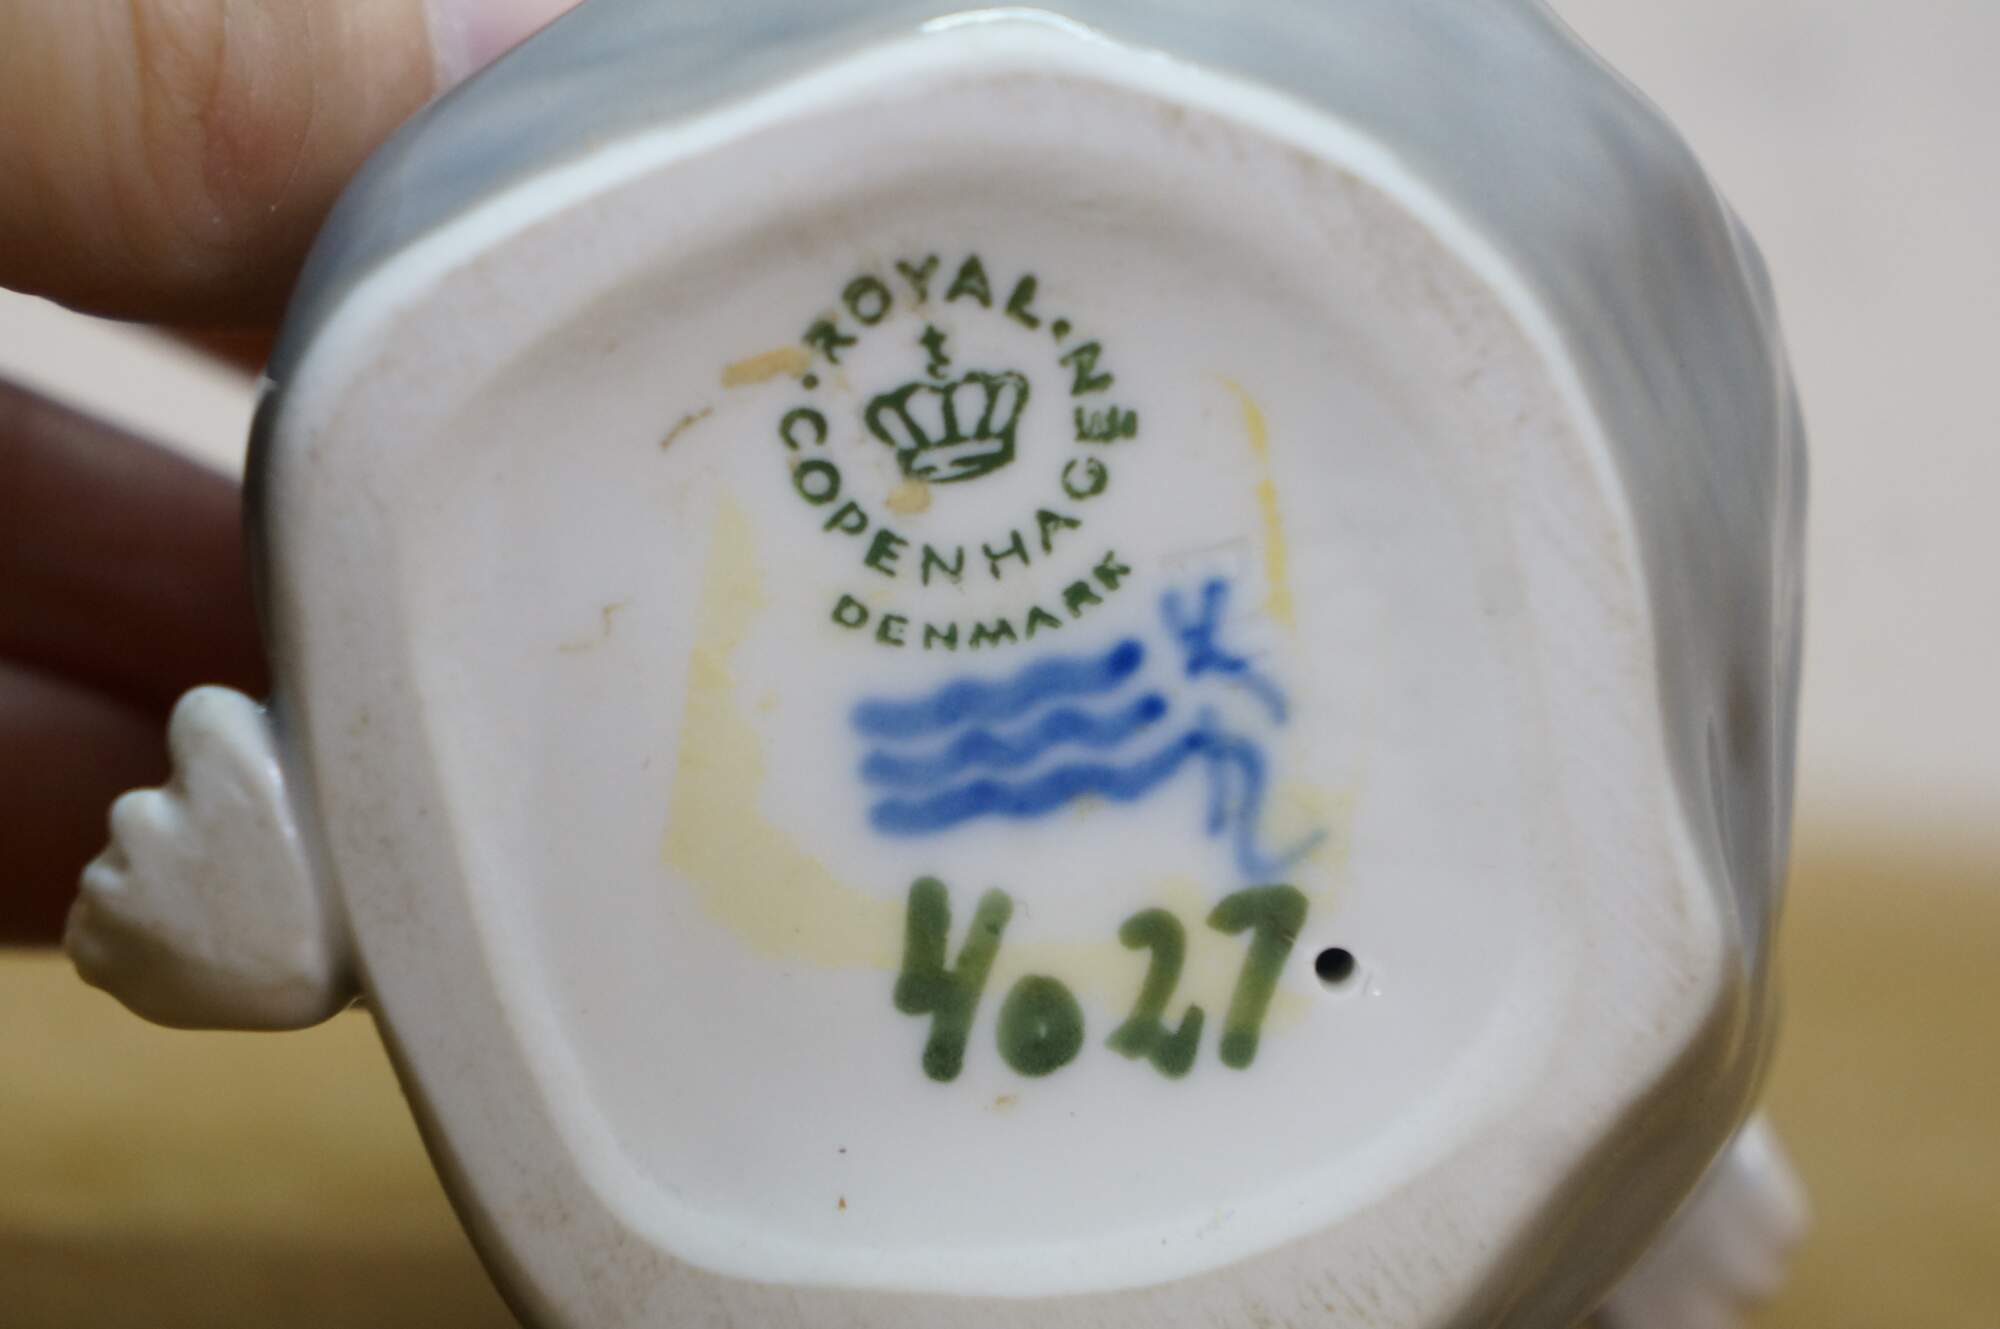 ROYAL
COPENHAGEN
DENMARK
4027